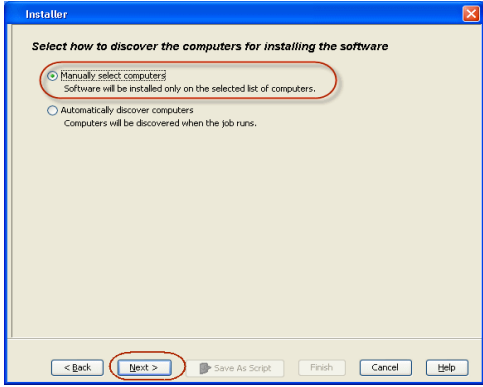 Installer
Select how to discover the computers for installing the software
Manually select computers
Software will be installed only on the selected list of computers.
Automatically discover computers
Computers will be discovered when the job runs.
< Back
Next >
Save As Script
Finish
Cancel
Help